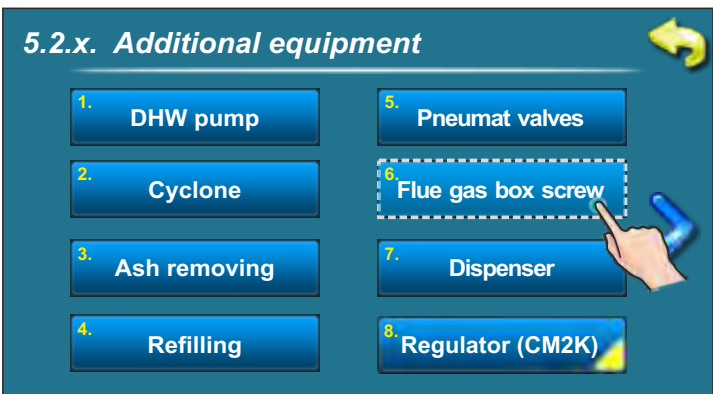 5.2.x. Additional equipment
1. DHW pump
2. Cyclone
3. Ash removing
4. Refilling
5. Pneumat valves
6. Flue gas box screw
7. Dispenser
8. Regulator (CM2K)